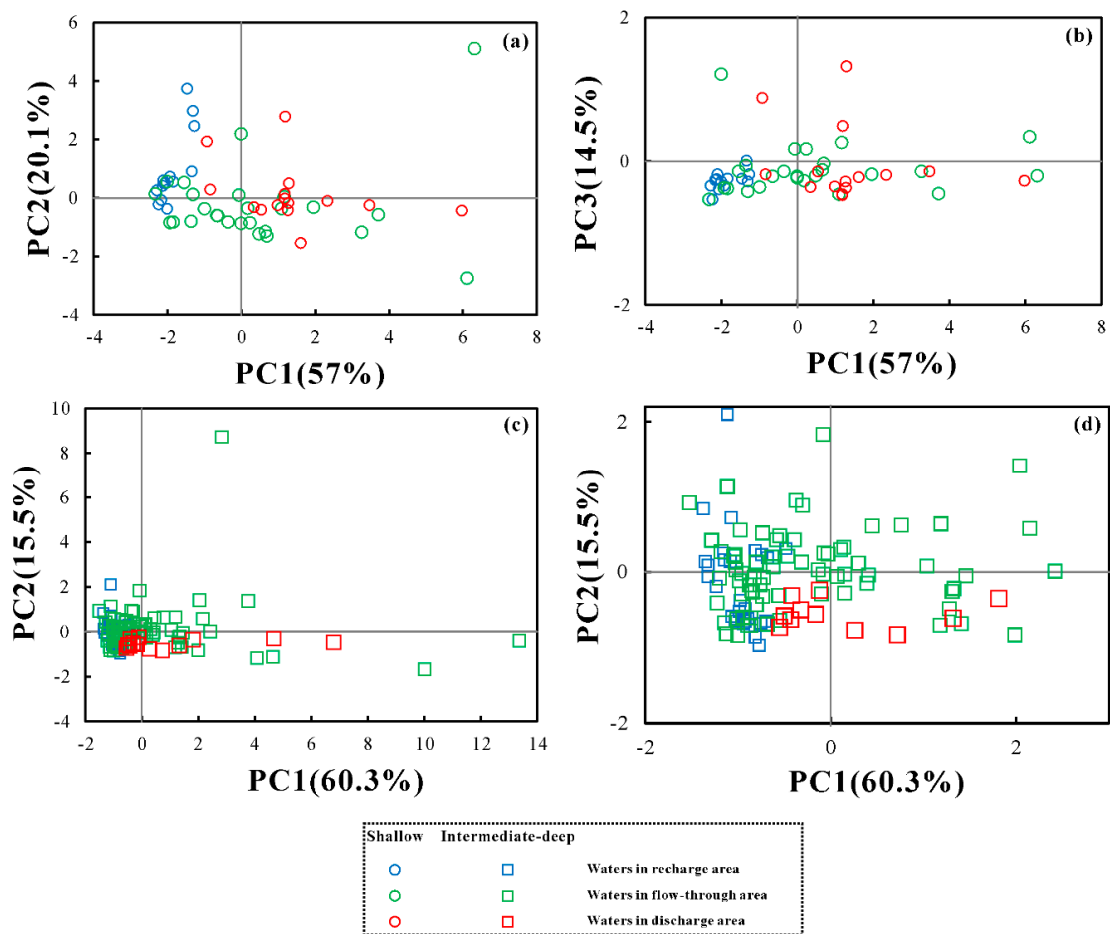 (a)
6
4
2
0
-2
-4
-4 -2 0 2 4 6 8
PC2(20.1%)
PC1(57%)
(b)
2
0
-2
-4 -2 0 2 4 6 8
PC3(14.5%)
PC1(57%)
(c)
10
8
6
4
2
0
-2
-4
-2 0 2 4 6 8 10 12 14
PC2(15.5%)
PC1(60.3%)
(d)
2
0
-2
-2 0 2
PC2(15.5%)
PC1(60.3%)
Shallow Intermediate-deep
Waters in recharge area
Waters in flow-through area
Waters in discharge area